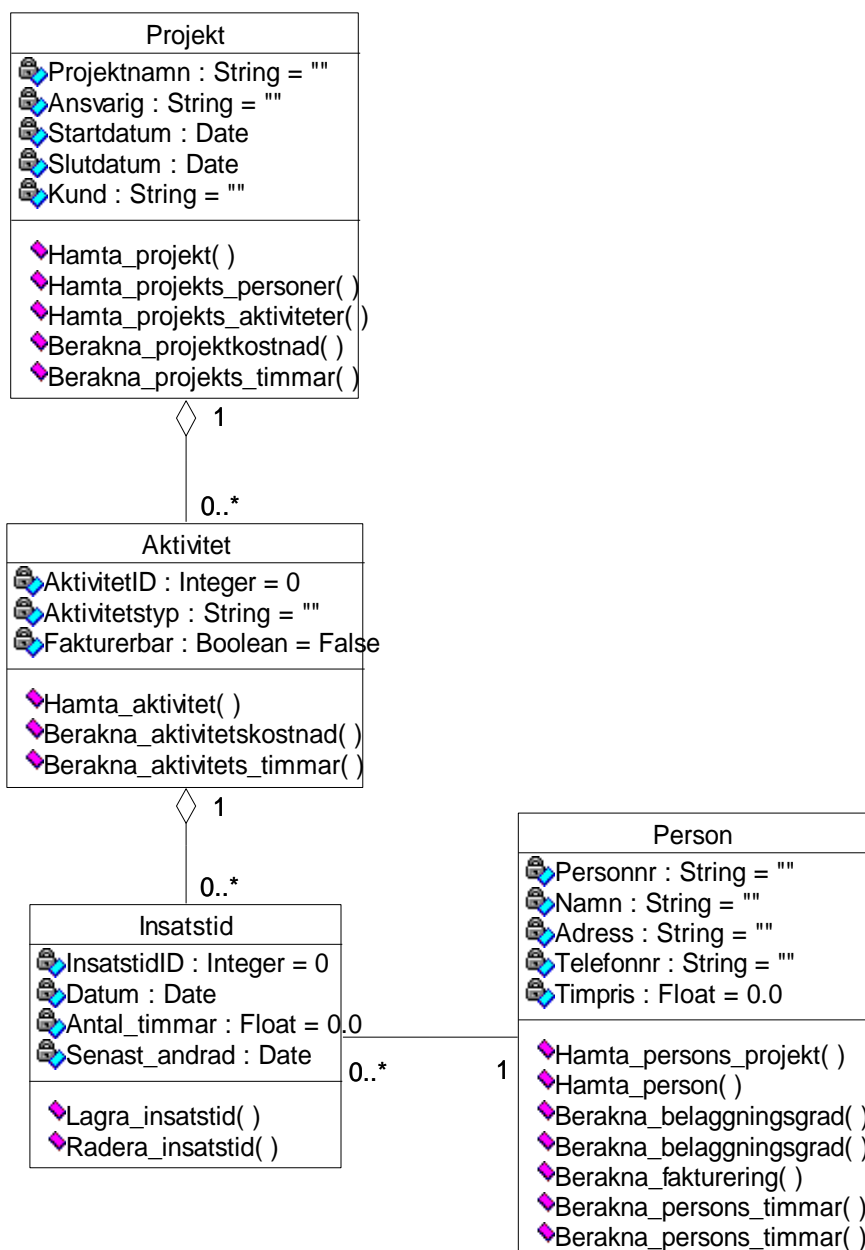 Projekt
Projektnamn : String = ""
Ansvarig : String = ""
Startdatum : Date
Slutdatum : Date
Kund : String = ""
Hamta_projekt( )
Hamta_projekts_personer( )
Hamta_projekts_aktiviteter( )
Berakna_projektkostnad( )
Berakna_projekts_timmar( )
1
0..*
Aktivitet
AktivitetID : Integer = 0
Aktivitetstyp : String = ""
Fakturerbar : Boolean = False
Hamta_aktivitet( )
Berakna_aktivitetskostnad( )
Berakna_aktivitets_timmar( )
1
0..*
Insatstid
InsatstidID : Integer = 0
Datum : Date
Antal_timmar : Float = 0.0
Senast_andrad : Date
Lagra_insatstid( )
Radera_insatstid( )
0..*
1
Person
Personnr : String = ""
Namn : String = ""
Adress : String = ""
Telefonnr : String = ""
Timpris : Float = 0.0
Hamta_persons_projekt( )
Hamta_person( )
Berakna_belaggningsgrad( )
Berakna_belaggningsgrad( )
Berakna_fakturering( )
Berakna_persons_timmar( )
Berakna_persons_timmar( )